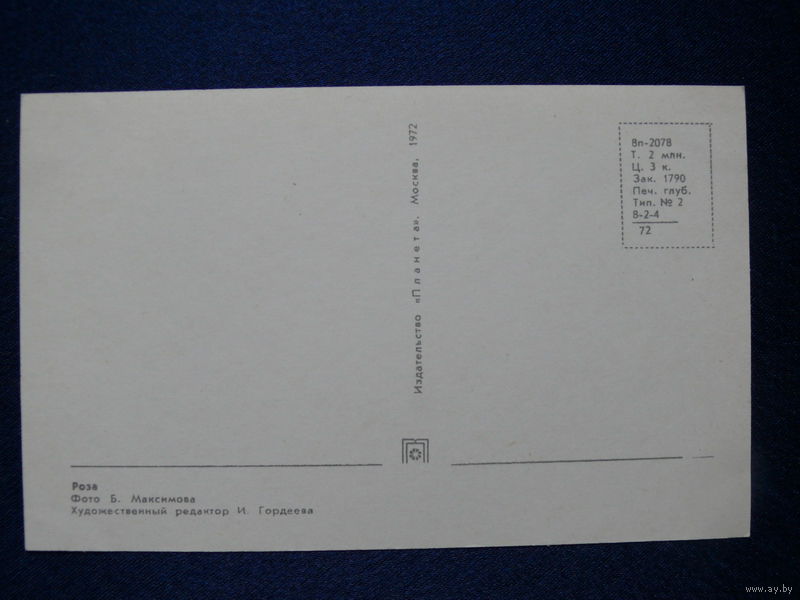 Издательство «Планета». Москва, 1972
8п-2078
Т. 2 млн.
Ц. 3 к.
Зак. 1790
Печ. глуб.
Тип. № 2
8-2-4
72
Роза
Фото Б. Максимова
Художественный редактор И. Гордеева
www.ay.by